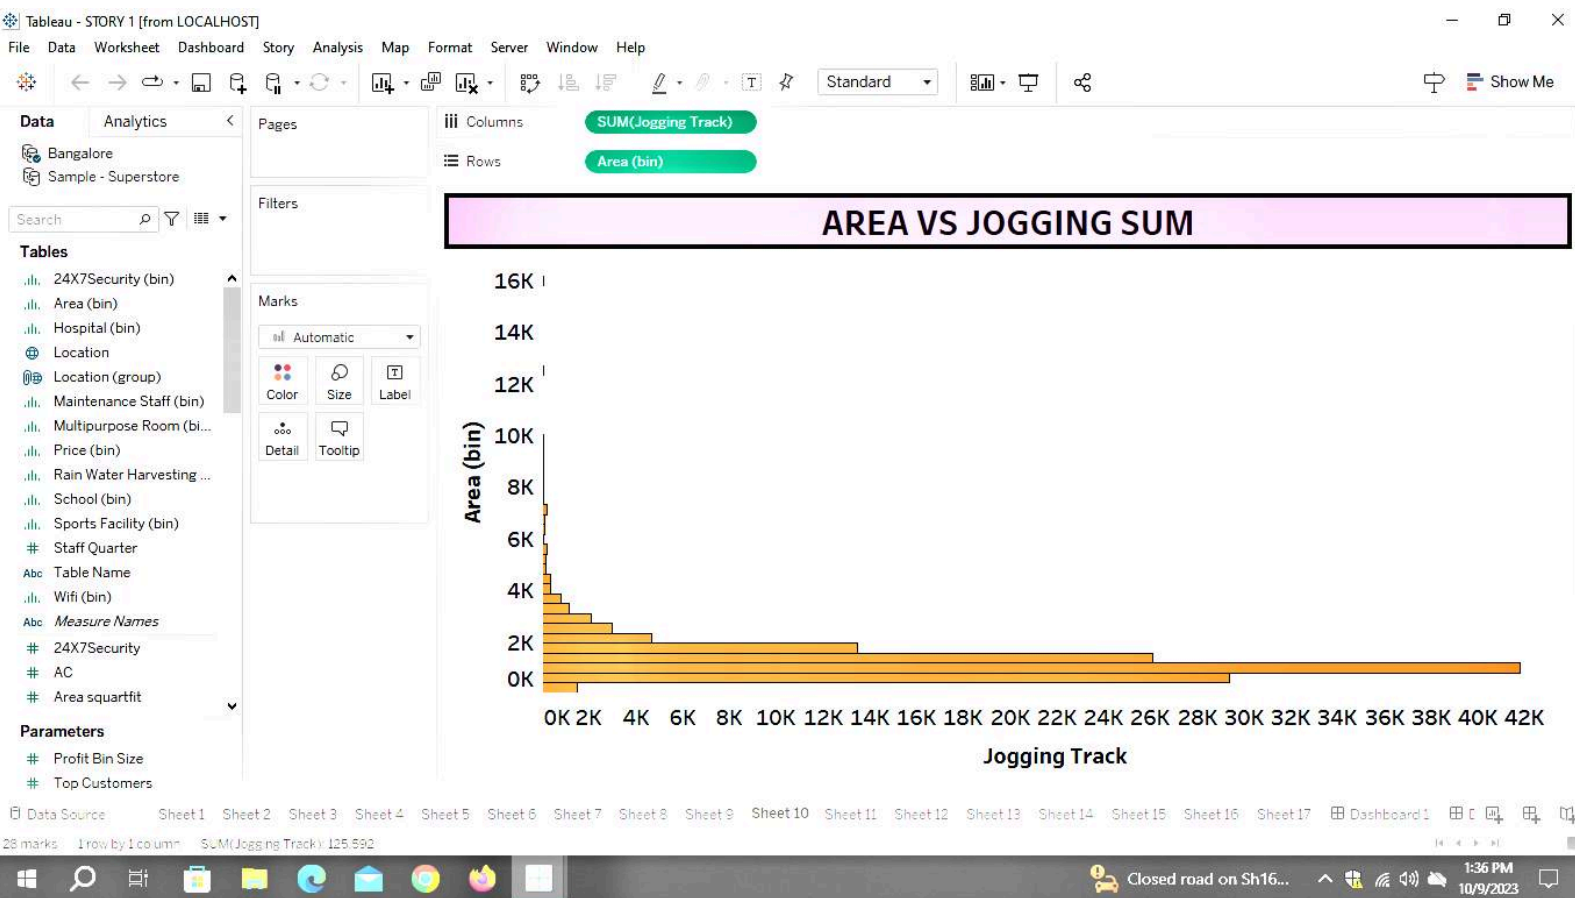 Tableau - STORY 1 [from LOCALHOST]
File Data Worksheet Dashboard Story Analysis Map Format Server Window Help
Standard
Show Me
Data Analytics
Pages
Columns SUM(Jogging Track)
Rows Area (bin)
Bangalore
Sample - Superstore
Filters
Search
AREA VS JOGGING SUM
Tables
24X7Security (bin)
Area (bin)
Hospital (bin)
Location
Location (group)
Maintenance Staff (bin)
Multipurpose Room (bi...
Price (bin)
Rain Water Harvesting ...
School (bin)
Sports Facility (bin)
Staff Quarter
Abc Table Name
Wifi (bin)
Abc Measure Names
24X7Security
AC
Area squartfit
Parameters
Profit Bin Size
Top Customers
Marks
Automatic
Color Size Label
Detail Tooltip
16K
14K
12K
10K
8K
6K
4K
2K
0K
Area (bin)
0K 2K 4K 6K 8K 10K 12K 14K 16K 18K 20K 22K 24K 26K 28K 30K 32K 34K 36K 38K 40K 42K
Jogging Track
Data Source Sheet 1 Sheet 2 Sheet 3 Sheet 4 Sheet 5 Sheet 6 Sheet 7 Sheet 8 Sheet 9 Sheet 10 Sheet 11 Sheet 12 Sheet 13 Sheet 14 Sheet 15 Sheet 16 Sheet 17 Dashboard 1
28 marks 1 row by 1 column SUM(Jogging Track): 125,592
Closed road on Sh16...
1:36 PM
10/9/2023